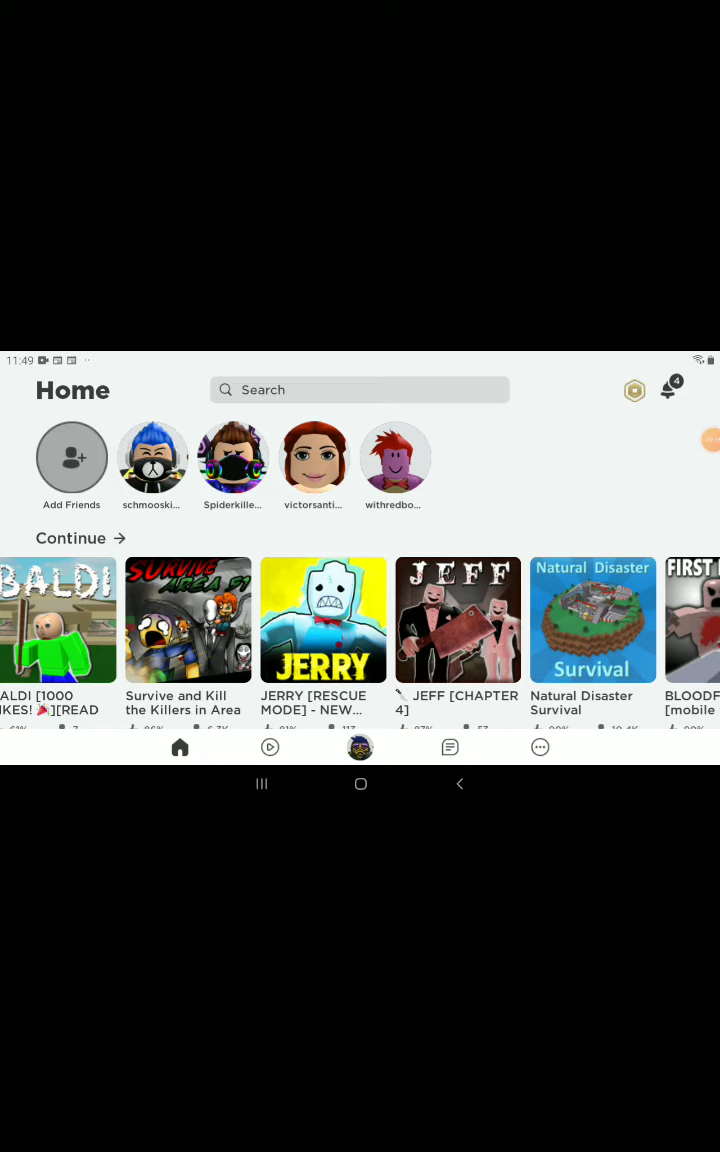 11:49
Home
Search
4
Add Friends
schmooski...
Spiderkille...
victorsanti...
withredbo...
Continue →
BALDI
SURVIVE
AREA 51
JERRY
JEFF
Natural Disaster
Survival
FIRST
ALDI [1000
IKES! 🎉][READ
Survive and Kill
the Killers in Area
JERRY [RESCUE
MODE] - NEW...
🔪 JEFF [CHAPTER
4]
Natural Disaster
Survival
BLOODF
[mobile